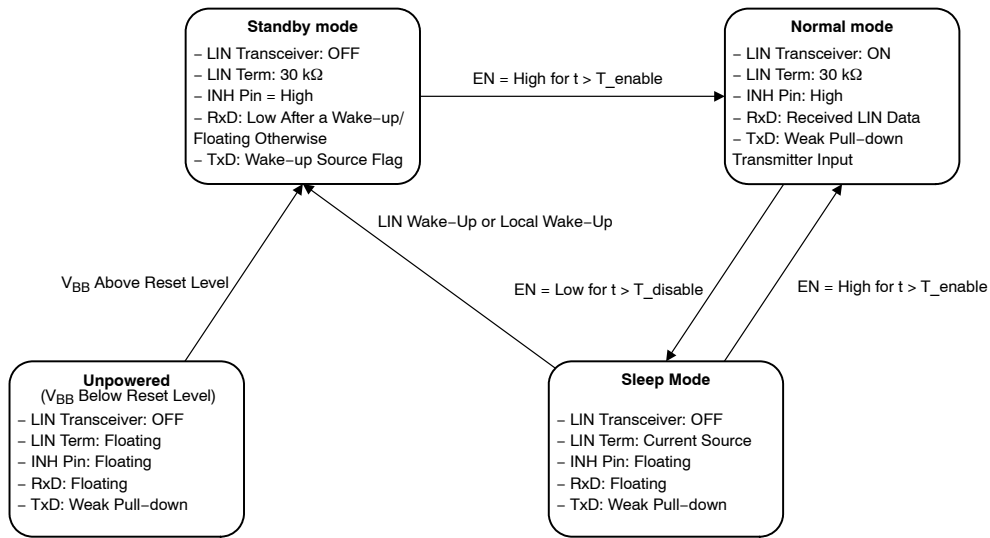 Standby mode
– LIN Transceiver: OFF
– LIN Term: 30 kΩ
– INH Pin = High
– RxD: Low After a Wake−up/
Floating Otherwise
– TxD: Wake−up Source Flag
EN = High for t > T_enable
Normal mode
– LIN Transceiver: ON
– LIN Term: 30 kΩ
– INH Pin: High
– RxD: Received LIN Data
– TxD: Weak Pull−down
Transmitter Input
LIN Wake−Up or Local Wake−Up
VBB Above Reset Level
EN = Low for t > T_disable
EN = High for t > T_enable
Unpowered
(VBB Below Reset Level)
– LIN Transceiver: OFF
– LIN Term: Floating
– INH Pin: Floating
– RxD: Floating
– TxD: Weak Pull−down
Sleep Mode
– LIN Transceiver: OFF
– LIN Term: Current Source
– INH Pin: Floating
– RxD: Floating
– TxD: Weak Pull−down